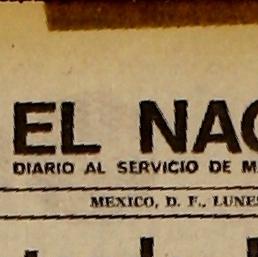 EL NAC
DIARIO AL SERVICIO DE M
MEXICO, D. F., LUNES